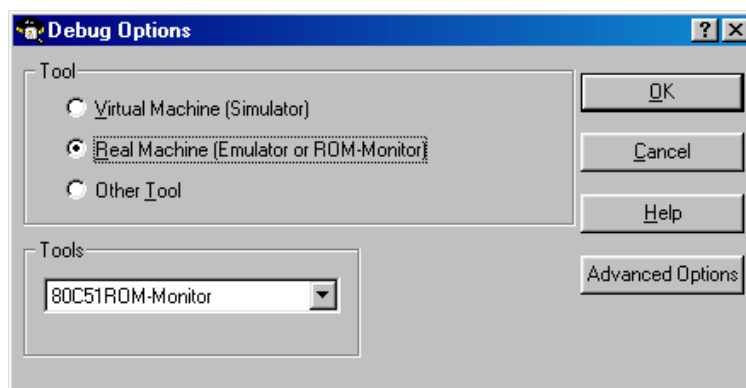 Debug Options
Tool
Virtual Machine (Simulator)
Real Machine (Emulator or ROM-Monitor)
Other Tool
Tools
80C51ROM-Monitor
OK
Cancel
Help
Advanced Options